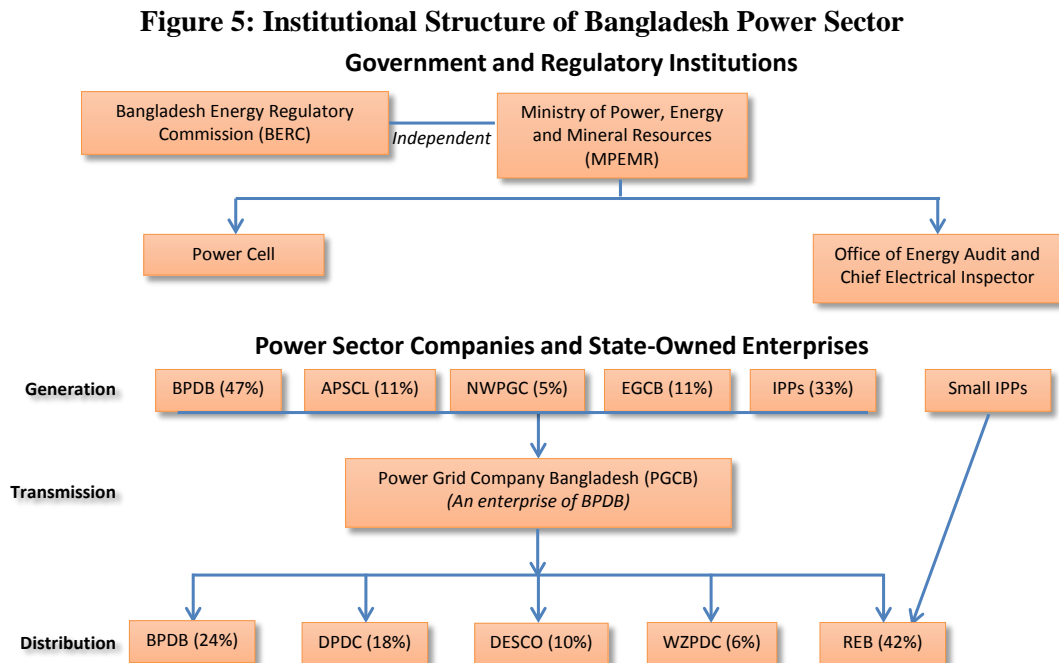 Figure 5: Institutional Structure of Bangladesh Power Sector
Government and Regulatory Institutions
Bangladesh Energy Regulatory
Commission (BERC)
Independent
Ministry of Power, Energy
and Mineral Resources
(MPEMR)
Power Cell
Office of Energy Audit and
Chief Electrical Inspector
Power Sector Companies and State-Owned Enterprises
Generation
BPDB (47%)
APSCL (11%)
NWPGC (5%)
EGCB (11%)
IPPs (33%)
Small IPPs
Transmission
Power Grid Company Bangladesh (PGCB)
(An enterprise of BPDB)
Distribution
BPDB (24%)
DPDC (18%)
DESCO (10%)
WZPDC (6%)
REB (42%)